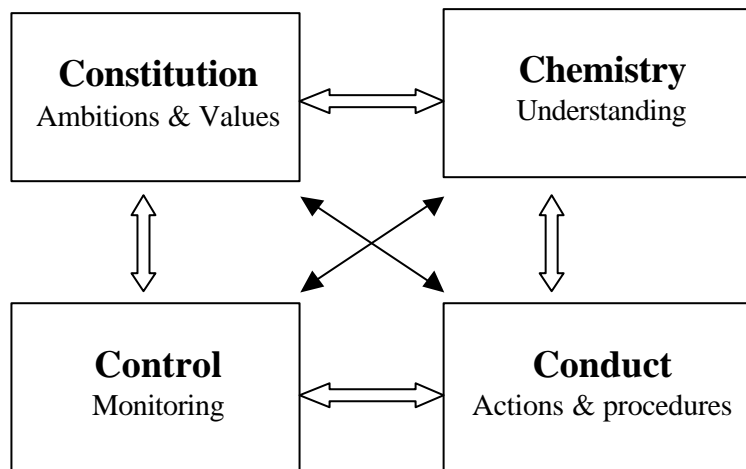 Constitution
Ambitions & Values
Chemistry
Understanding
Control
Monitoring
Conduct
Actions & procedures